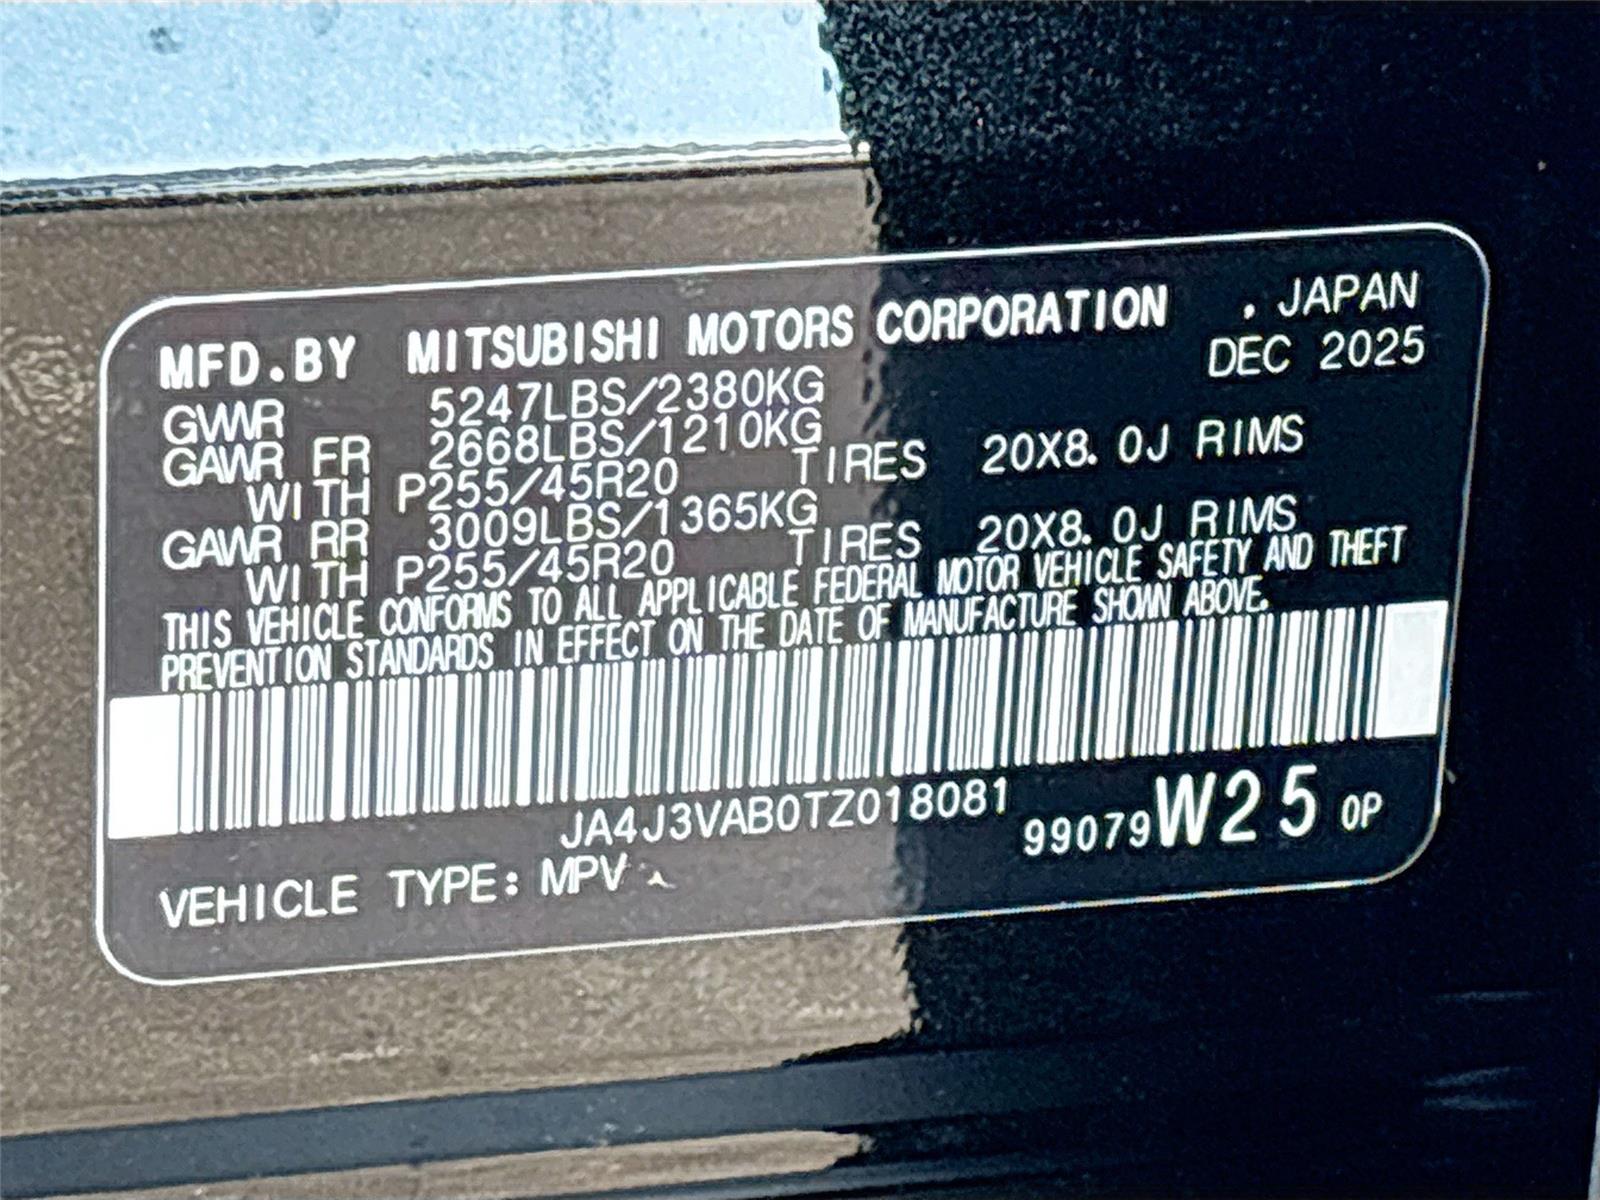 MFD.BY MITSUBISHI MOTORS CORPORATION , JAPAN
DEC 2025
GVWR 5247LBS/2380KG
GAWR FR 2668LBS/1210KG
WITH P255/45R20 TIRES 20X8.0J RIMS
GAWR RR 3009LBS/1365KG
WITH P255/45R20 TIRES 20X8.0J RIMS
THIS VEHICLE CONFORMS TO ALL APPLICABLE FEDERAL MOTOR VEHICLE SAFETY AND THEFT
PREVENTION STANDARDS IN EFFECT ON THE DATE OF MANUFACTURE SHOWN ABOVE.
JA4J3VAB0TZ018081 99079W25 0P
VEHICLE TYPE: MPV